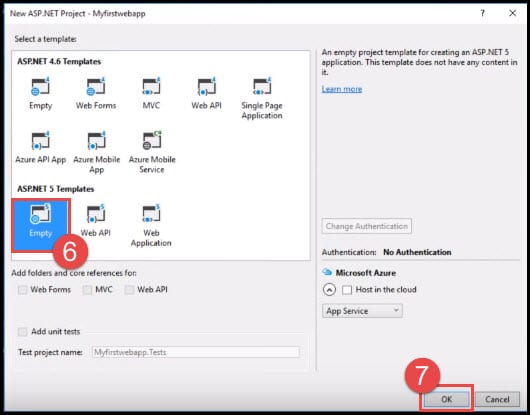 New ASP.NET Project - Myfirstwebapp
? ×
Select a template:
ASP.NET 4.6 Templates
Empty
Web Forms
MVC
Web API
Single Page
Application
Azure API App
Azure Mobile
App
Azure Mobile
Service
ASP.NET 5 Templates
5
Empty
5
Web API
5
Web
Application
6
An empty project template for creating an ASP.NET 5
application. This template does not have any content in
it.
Learn more
Change Authentication
Authentication: No Authentication
Microsoft Azure
Host in the cloud
App Service
Add folders and core references for:
Web Forms MVC Web API
Add unit tests
Test project name: Myfirstwebapp.Tests
7
OK Cancel